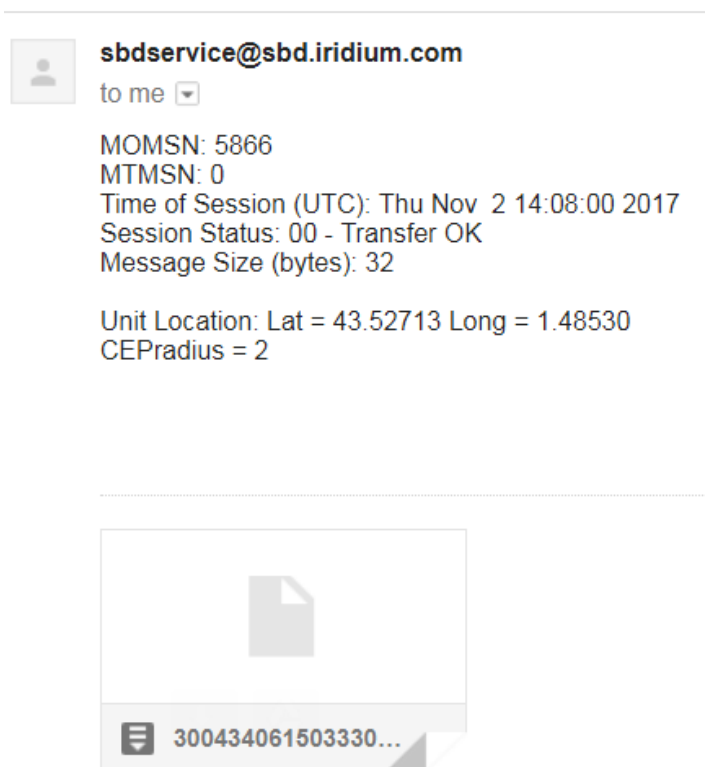 sbdservice@sbd.iridium.com
to me
MOMSN: 5866
MTMSN: 0
Time of Session (UTC): Thu Nov  2 14:08:00 2017
Session Status: 00 - Transfer OK
Message Size (bytes): 32
Unit Location: Lat = 43.52713 Long = 1.48530
CEPradius = 2
300434061503330...